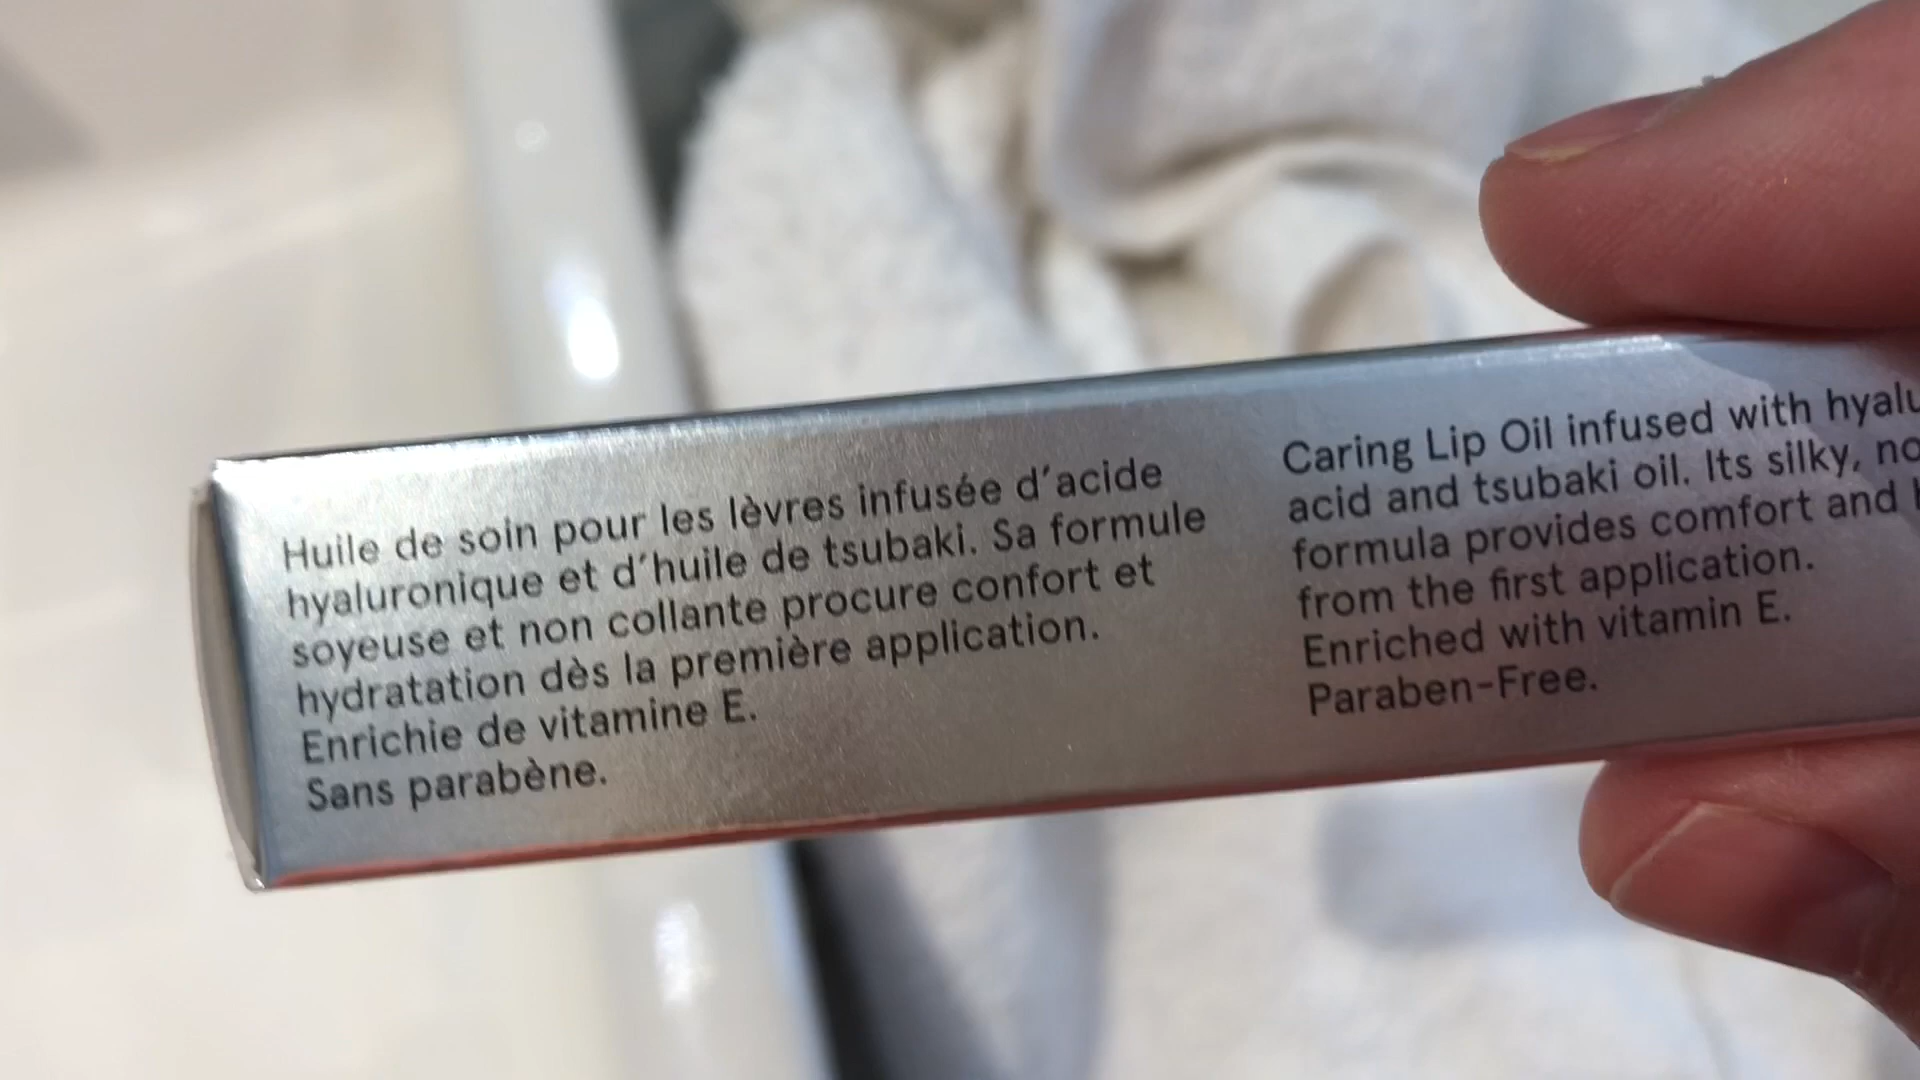 Huile de soin pour les lèvres infusée d'acide
hyaluronique et d'huile de tsubaki. Sa formule
soyeuse et non collante procure confort et
hydratation dès la première application.
Enrichie de vitamine E.
Sans parabène.
Caring Lip Oil infused with
acid and tsubaki oil. Its silky,
formula provides comfort and
from the first application.
Enriched with vitamin E.
Paraben-Free.